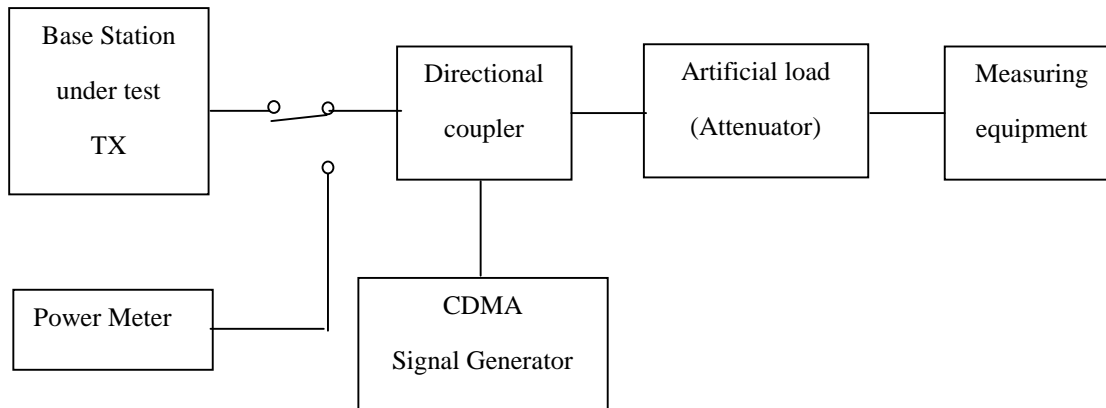 Base Station
under test
TX
Directional
coupler
Artificial load
(Attenuator)
Measuring
equipment
Power Meter
CDMA
Signal Generator